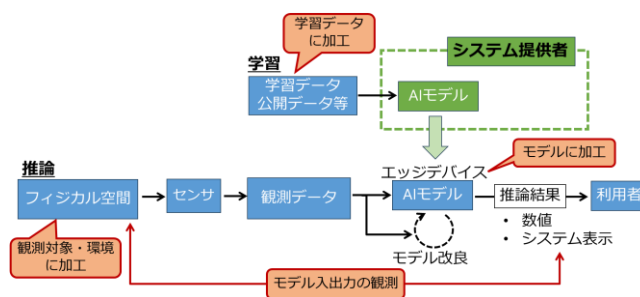 学習データ
に加工
システム提供者
学習
学習データ
公開データ等
AIモデル
推論
エッジデバイス
モデルに加工
フィジカル空間
センサ
観測データ
AIモデル
推論結果
利用者
• 数値
• システム表示
観測対象・環境
に加工
モデル改良
モデル入出力の観測